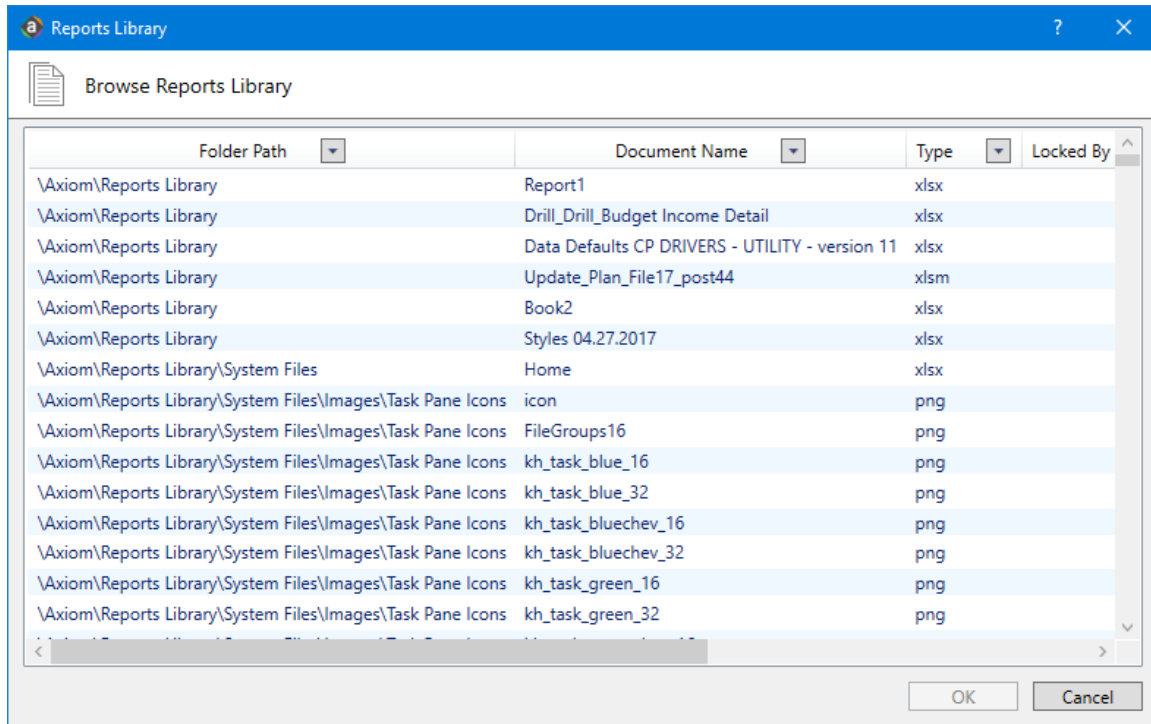 Reports Library
Browse Reports Library
Folder Path Document Name Type Locked By
\Axiom\Reports Library Report1 xlsx
\Axiom\Reports Library Drill_Drill_Budget Income Detail xlsx
\Axiom\Reports Library Data Defaults CP DRIVERS - UTILITY - version 11 xlsx
\Axiom\Reports Library Update_Plan_File17_post44 xlsm
\Axiom\Reports Library Book2 xlsx
\Axiom\Reports Library Styles 04.27.2017 xlsx
\Axiom\Reports Library\System Files Home xlsx
\Axiom\Reports Library\System Files\Images\Task Pane Icons icon png
\Axiom\Reports Library\System Files\Images\Task Pane Icons FileGroups16 png
\Axiom\Reports Library\System Files\Images\Task Pane Icons kh_task_blue_16 png
\Axiom\Reports Library\System Files\Images\Task Pane Icons kh_task_blue_32 png
\Axiom\Reports Library\System Files\Images\Task Pane Icons kh_task_bluechev_16 png
\Axiom\Reports Library\System Files\Images\Task Pane Icons kh_task_bluechev_32 png
\Axiom\Reports Library\System Files\Images\Task Pane Icons kh_task_green_16 png
\Axiom\Reports Library\System Files\Images\Task Pane Icons kh_task_green_32 png
OK Cancel